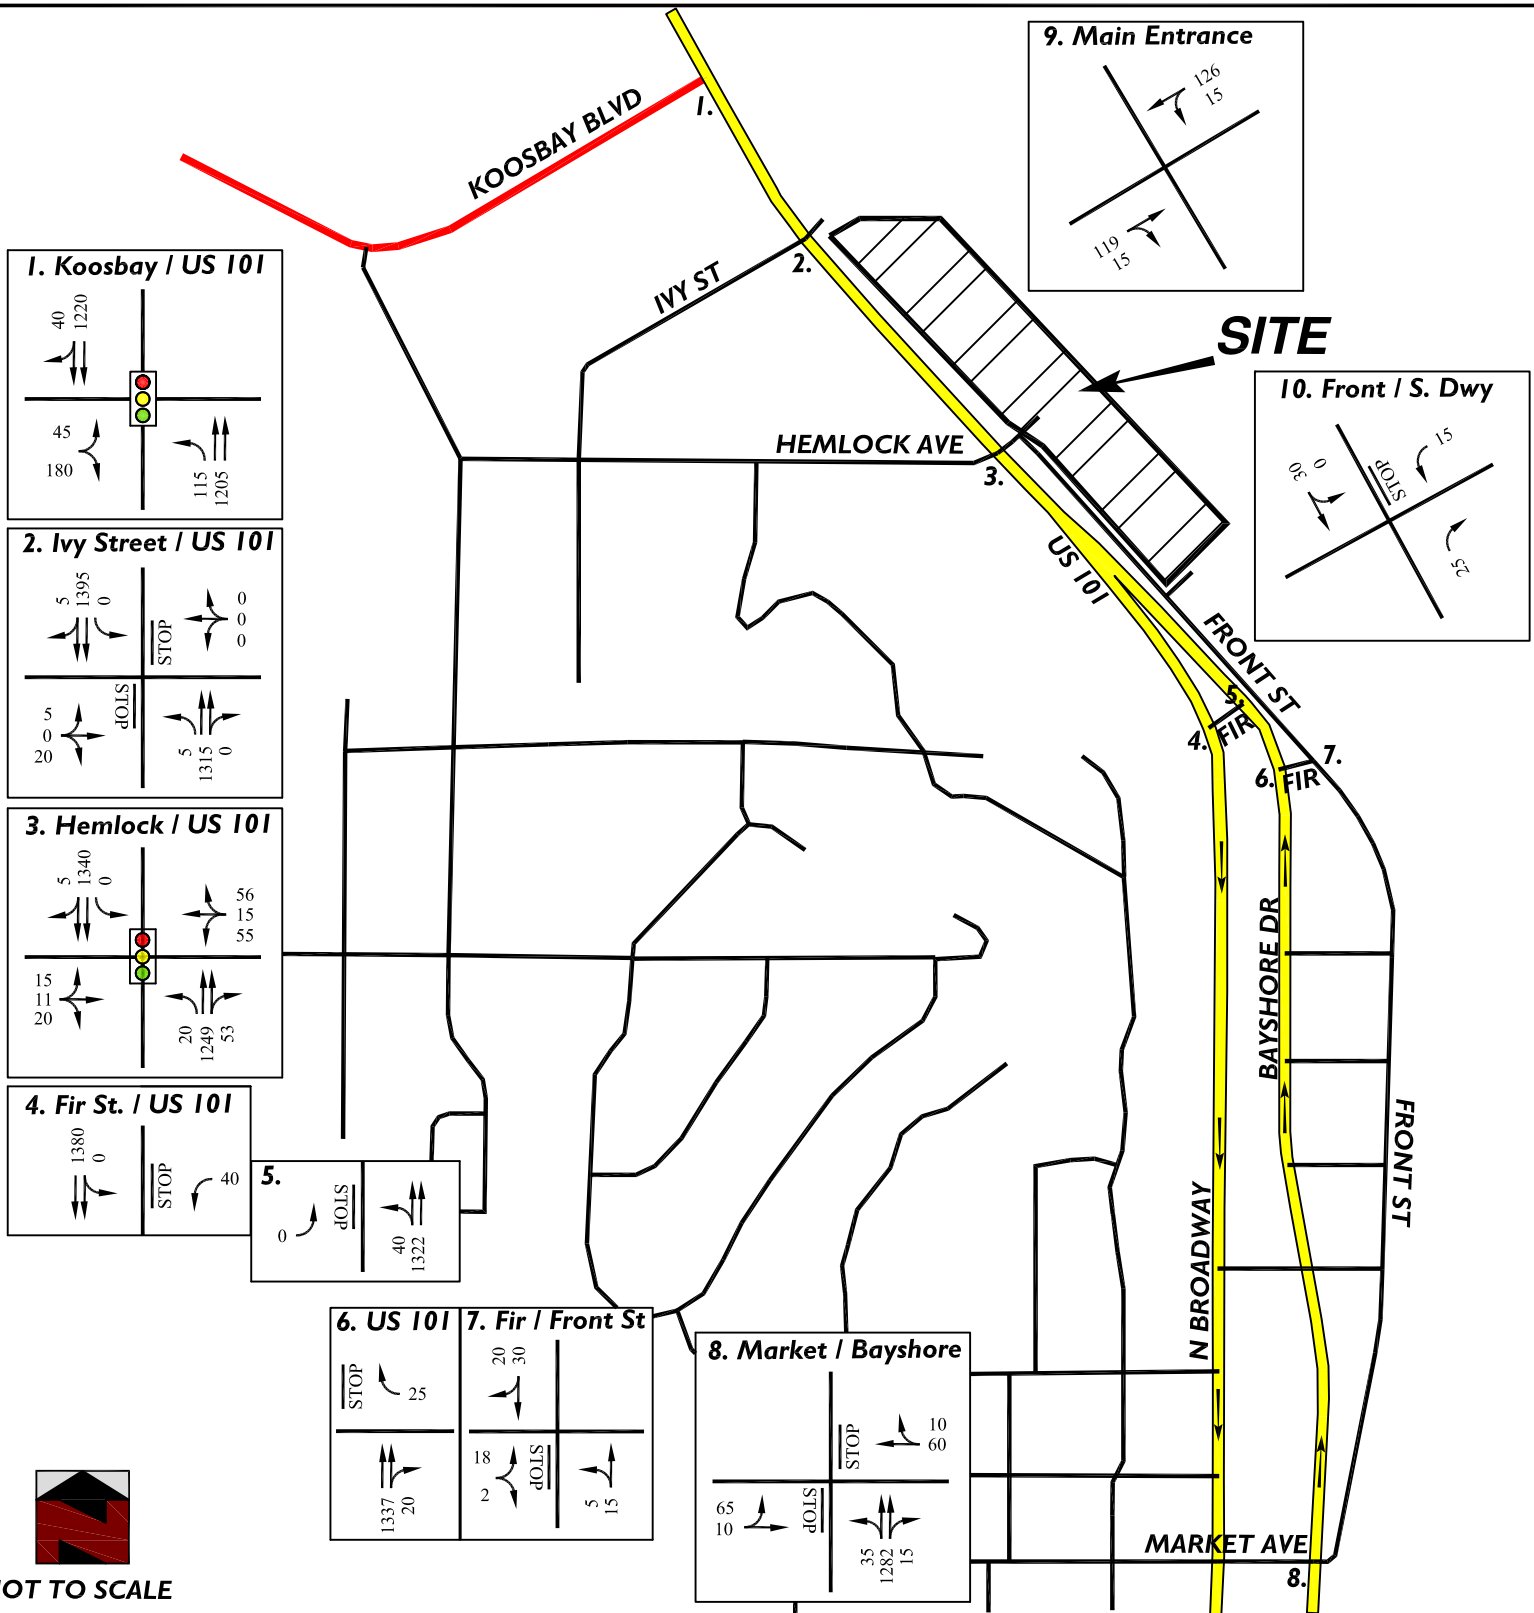 9. Main Entrance
126
15
119
15
KOOSBAY BLVD
1.
IVY ST
2.
SITE
HEMLOCK AVE
3.
10. Front / S. Dwy
15
0
30
STOP
25
US 101
FRONT ST
5.
4.
FIR
6.
FIR
7.
BAYSHORE DR
FRONT ST
N BROADWAY
MARKET AVE
8.
1. Koosbay / US 101
40
1220
45
180
115
1205
2. Ivy Street / US 101
5
1395
0
STOP
0
0
0
STOP
5
0
20
5
1315
0
3. Hemlock / US 101
5
1340
0
56
15
55
15
11
20
20
1249
53
4. Fir St. / US 101
1380
0
STOP
40
5.
0
STOP
40
1322
6. US 101
STOP
25
1337
20
7. Fir / Front St
20
30
18
2
STOP
5
15
8. Market / Bayshore
STOP
10
60
65
10
STOP
35
1282
15
OT TO SCALE